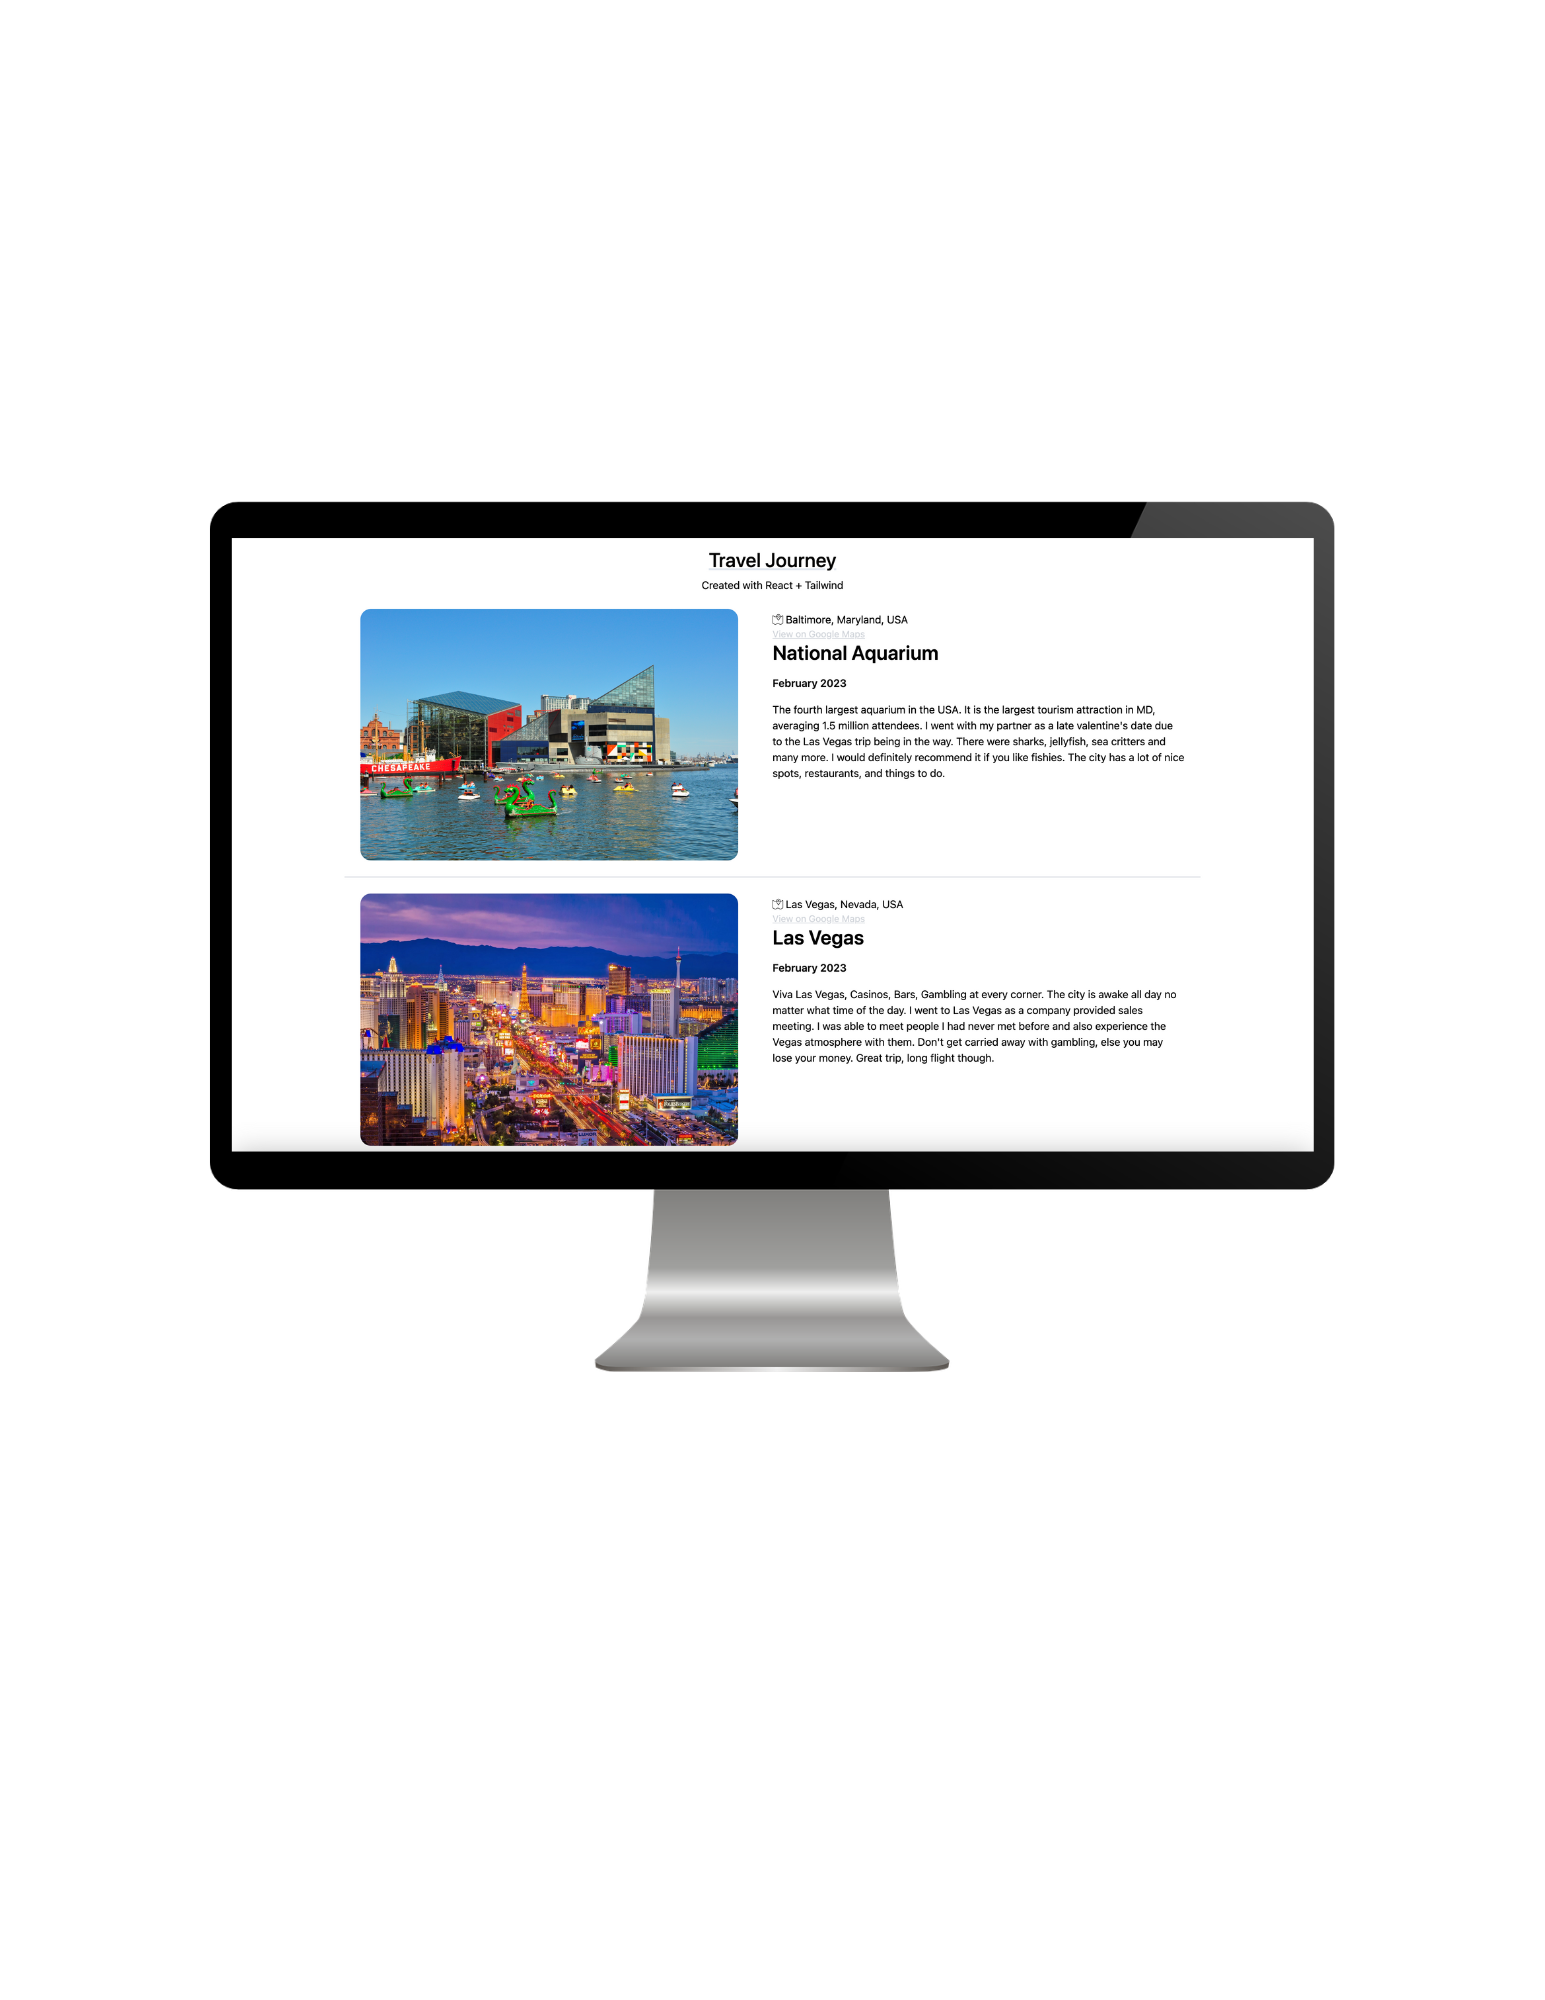 Travel Journey
Created with React + Tailwind
Baltimore, Maryland, USA
View on Google Maps
National Aquarium
February 2023
The fourth largest aquarium in the USA. It is the largest tourism attraction in MD,
averaging 1.5 million attendees. I went with my partner as a late valentine's date due
to the Las Vegas trip being in the way. There were sharks, jellyfish, sea critters and
many more. I would definitely recommend it if you like fishies. The city has a lot of nice
spots, restaurants, and things to do.
CHESAPEAKE
Las Vegas, Nevada, USA
View on Google Maps
Las Vegas
February 2023
Viva Las Vegas, Casinos, Bars, Gambling at every corner. The city is awake all day no
matter what time of the day. I went to Las Vegas as a company provided sales
meeting. I was able to meet people I had never met before and also experience the
Vegas atmosphere with them. Don't get carried away with gambling, else you may
lose your money. Great trip, long flight though.